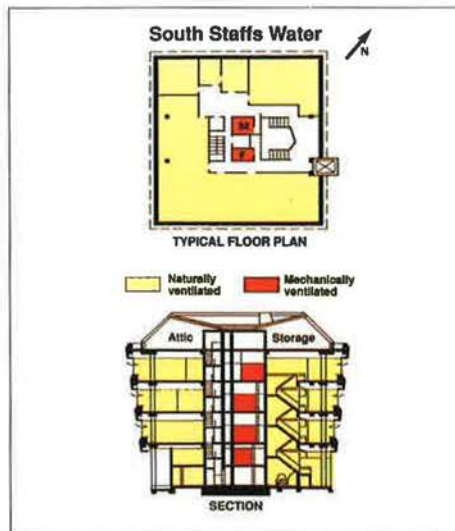 South Staffs Water
N
M
F
TYPICAL FLOOR PLAN
Naturally ventilated
Mechanically ventilated
Attic
Storage
SECTION